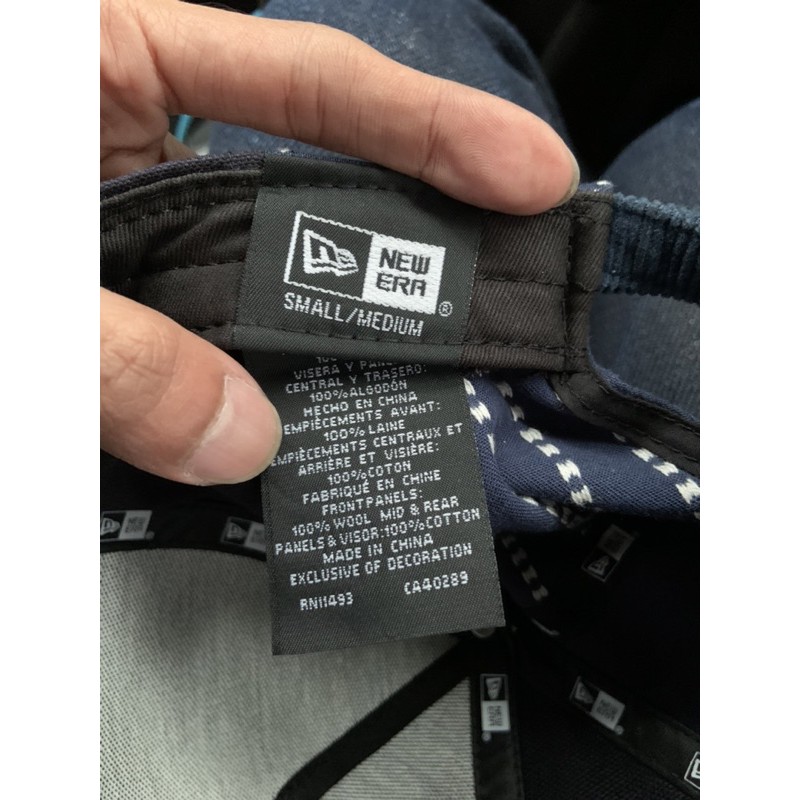 NEW
ERA
®
SMALL/MEDIUM
VISERA Y
CENTRAL Y TRASERO:
100%ALGODÓN
HECHO EN CHINA
EMPIÈCEMENTS AVANT:
100%LAINE
EMPIÈCEMENTS CENTRAUX ET
ARRIÈRE ET VISIÈRE:
100%COTON
FABRIQUÉ EN CHINE
FRONTPANELS:
100%WOOL MID & REAR
PANELS&VISOR:100%COTTON
MADE IN CHINA
EXCLUSIVE OF DECORATION
RN11493 CA40289